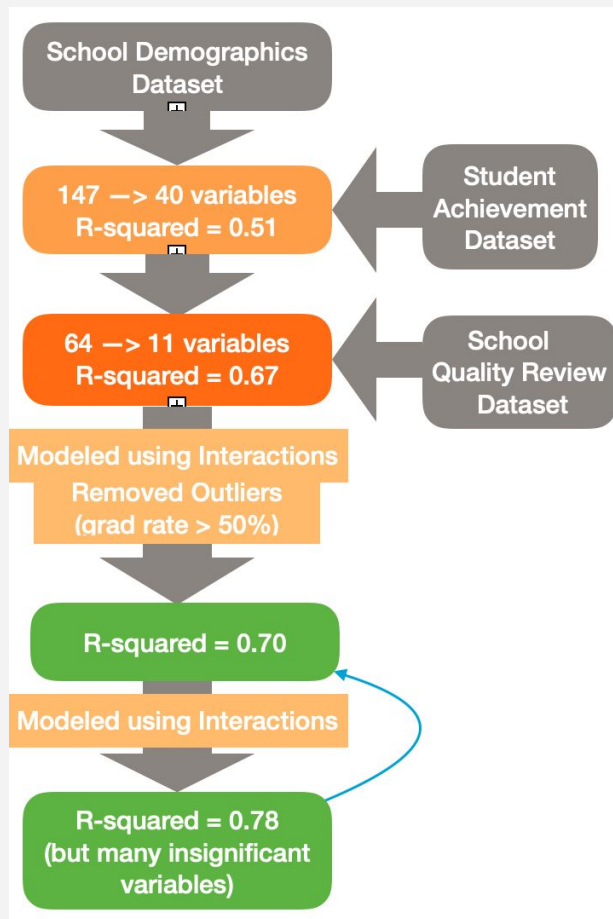 School Demographics
Dataset
147 —> 40 variables
R-squared = 0.51
Student
Achievement
Dataset
64 —> 11 variables
R-squared = 0.67
School
Quality Review
Dataset
Modeled using Interactions
Removed Outliers
(grad rate > 50%)
R-squared = 0.70
Modeled using Interactions
R-squared = 0.78
(but many insignificant
variables)